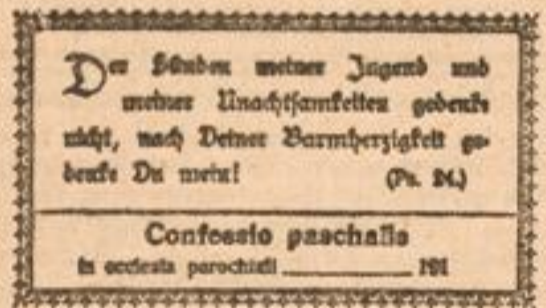 Der Sünden meiner Jugend und
meiner Unachtsamkeiten gedenke
nicht, nach Deiner Barmherzigkeit ge-
denke Du mein! (Ps. 24.)
Confessio paschalis
in ecclesia parochiali 191